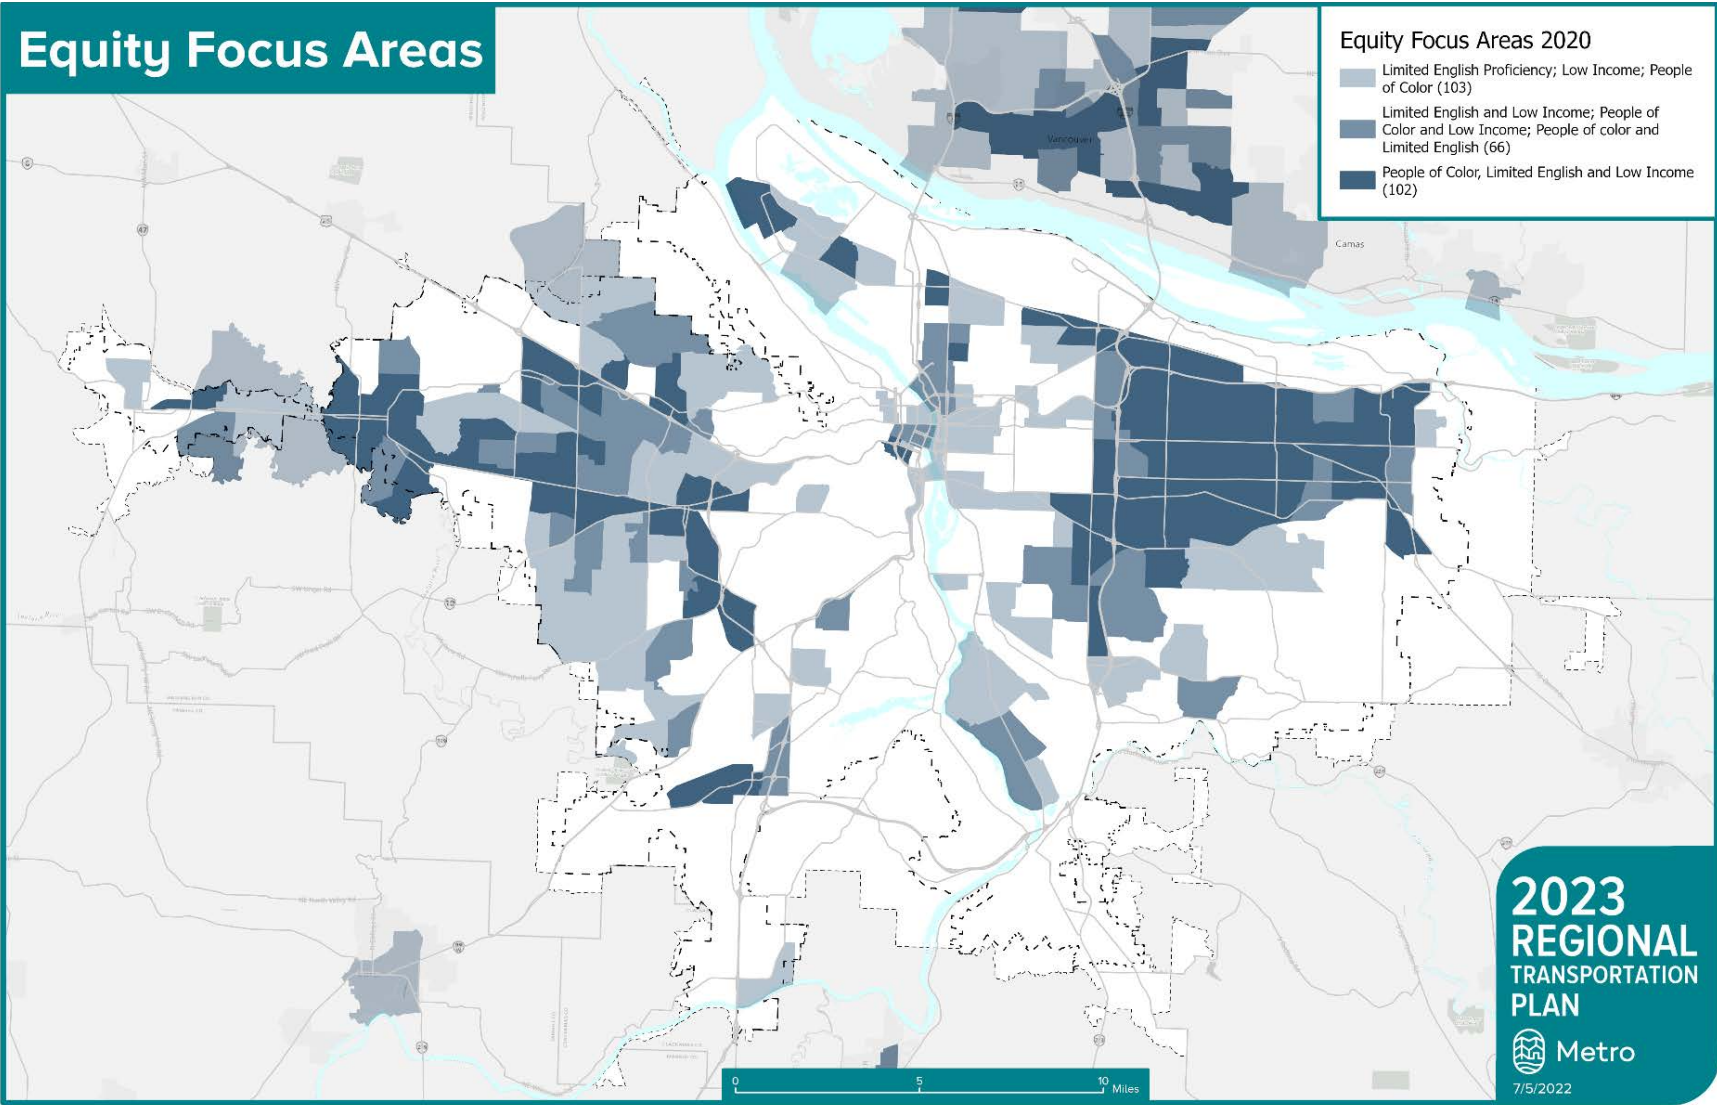 Equity Focus Areas
Equity Focus Areas 2020
Limited English Proficiency; Low Income; People
of Color (103)
Limited English and Low Income; People of
Color and Low Income; People of color and
Limited English (66)
People of Color, Limited English and Low Income
(102)
Vancouver
Camas
2023
REGIONAL
TRANSPORTATION
PLAN
Metro
7/5/2022
0 5 10 Miles